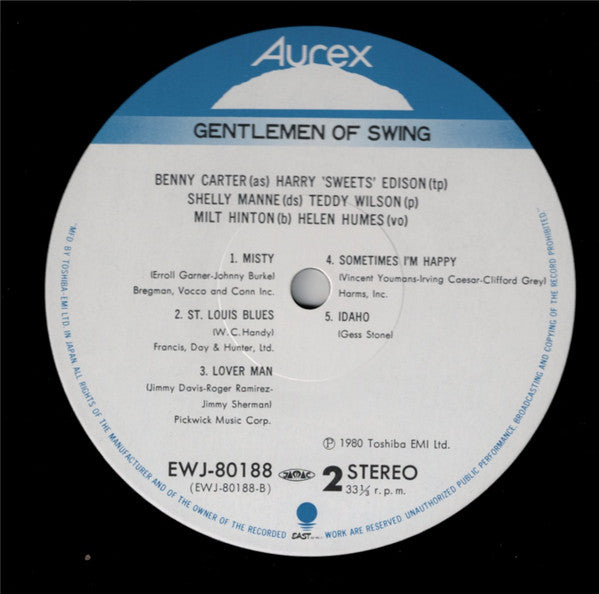 Aurex
GENTLEMEN OF SWING
BENNY CARTER(as) HARRY 'SWEETS' EDISON(tp)
SHELLY MANNE(ds) TEDDY WILSON(p)
MILT HINTON(b) HELEN HUMES(vo)
1. MISTY
(Erroll Garner-Johnny Burke)
Bregman, Vocco and Conn Inc.
2. ST. LOUIS BLUES
(W.C.Handy)
Francis, Day & Hunter, Ltd.
3. LOVER MAN
(Jimmy Davis-Roger Ramirez-
Jimmy Sherman)
Pickwick Music Corp.
4. SOMETIMES I'M HAPPY
(Vincent Youmans-Irving Caesar-Clifford Grey)
Harms, Inc.
5. IDAHO
(Gess Stone)
Ⓟ 1980 Toshiba EMI Ltd.
EWJ-80188
(EWJ-80188-B)
JASRAC
2 STEREO
33⅓ r.p.m.
EAST
"MF'D BY TOSHIBA-EMI LTD. IN JAPAN ALL RIGHTS OF THE MANUFACTURER AND OF THE OWNER OF THE RECORDED WORK ARE RESERVED. UNAUTHORIZED PUBLIC PERFORMANCE, BROADCASTING AND COPYING OF THE RECORD PROHIBITED."